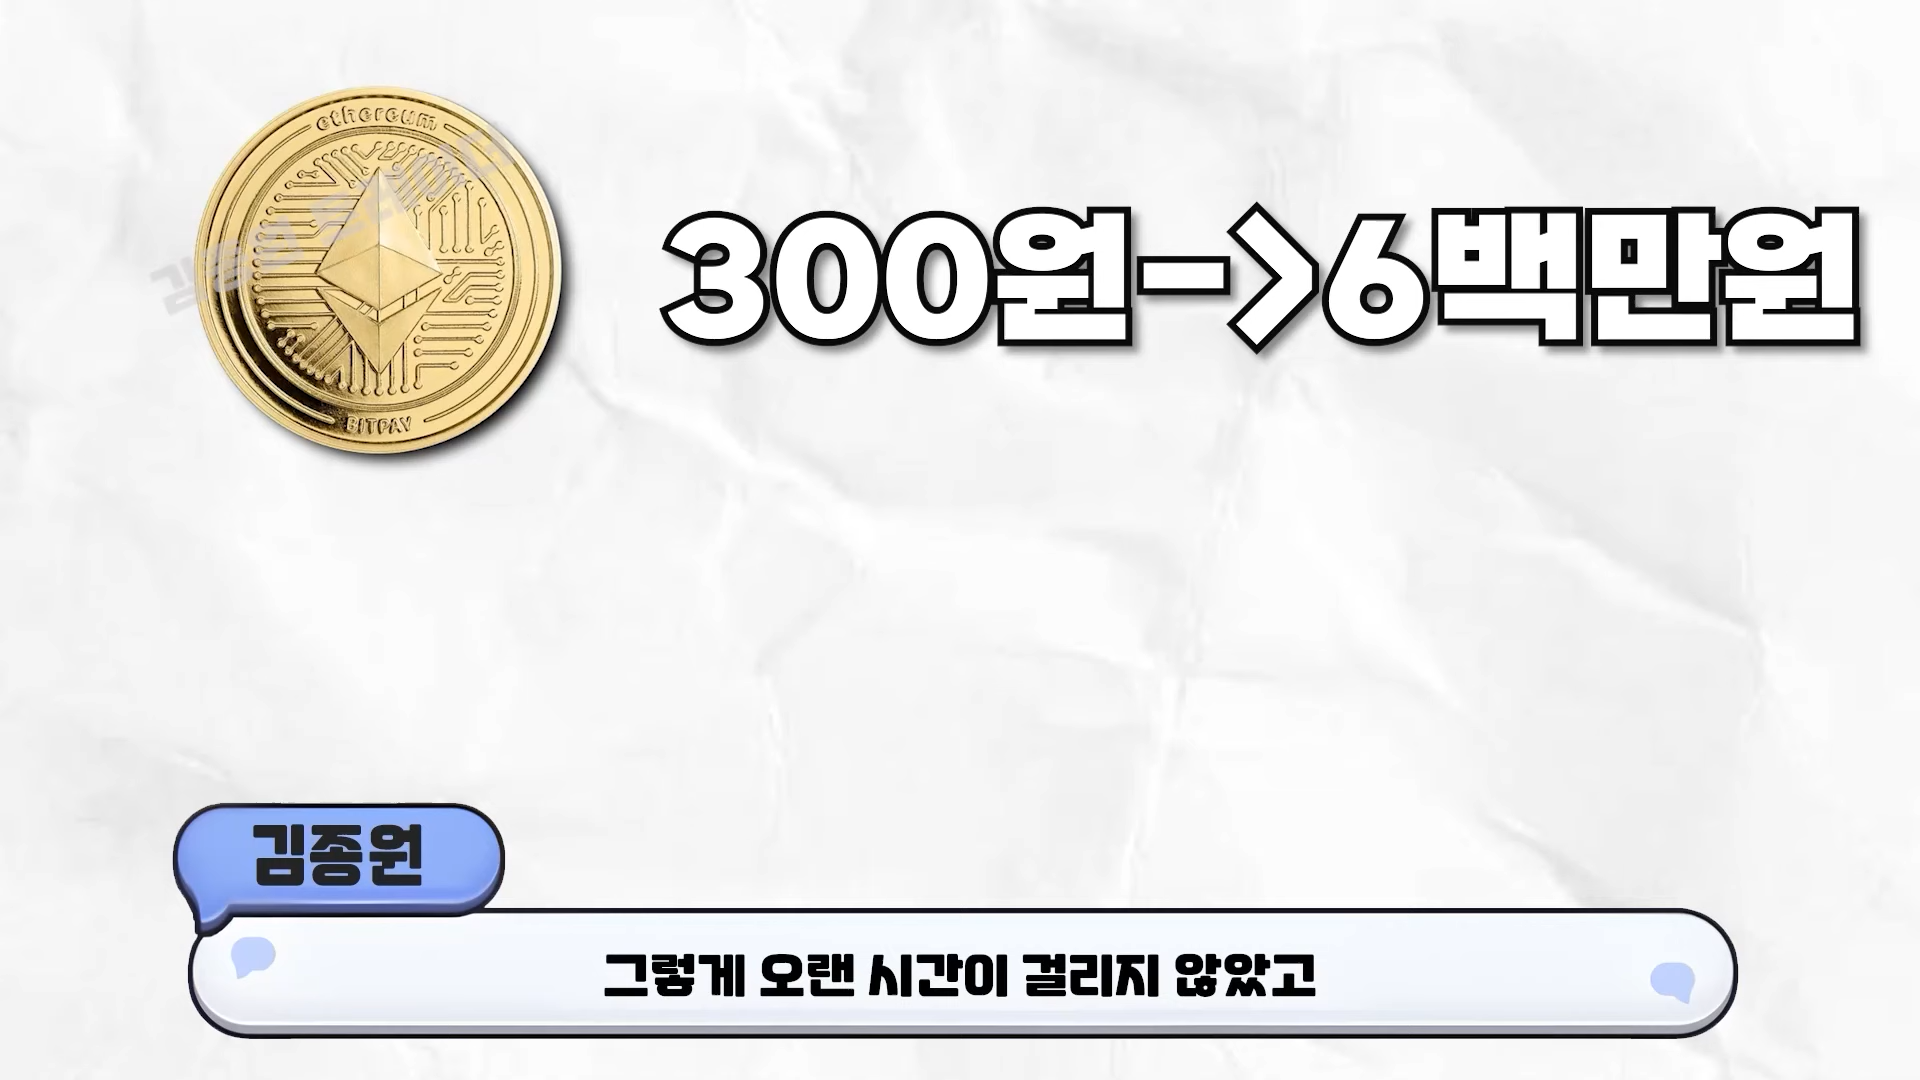 ethereum
BITPAY
300원->6백만원
김종원
그렇게 오랜 시간이 걸리지 않았고